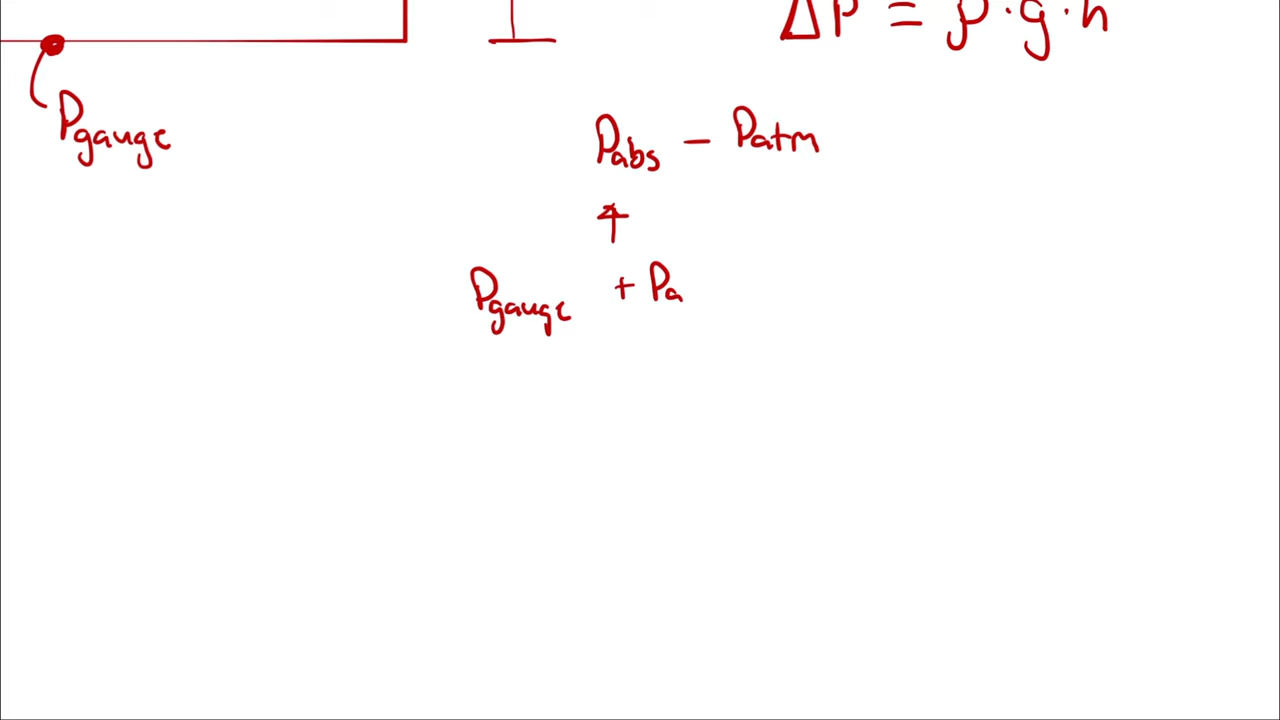 ΔP = ρ · g · h
Pgauge
Pabs - Patm
Pgauge + Pa